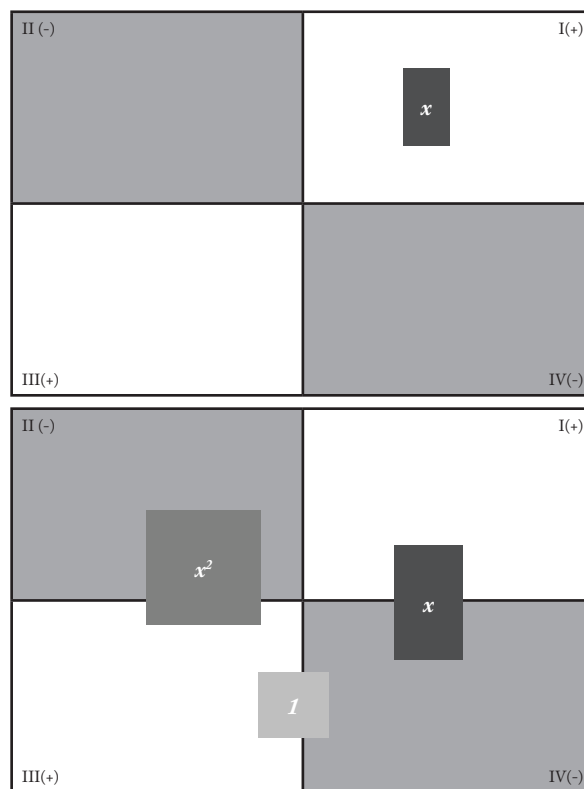 II (-) I(+)
x
III(+) IV(-)
II (-) I(+)
x²
x
1
III(+) IV(-)